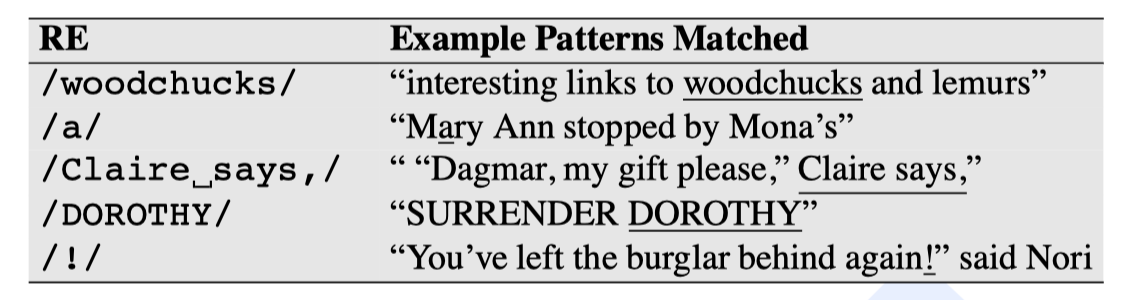 RE Example Patterns Matched
/woodchucks/ “interesting links to woodchucks and lemurs”
/a/ “Mary Ann stopped by Mona’s”
/Claire␣says,/ “ “Dagmar, my gift please,” Claire says,”
/DOROTHY/ “SURRENDER DOROTHY”
/!/ “You’ve left the burglar behind again!” said Nori